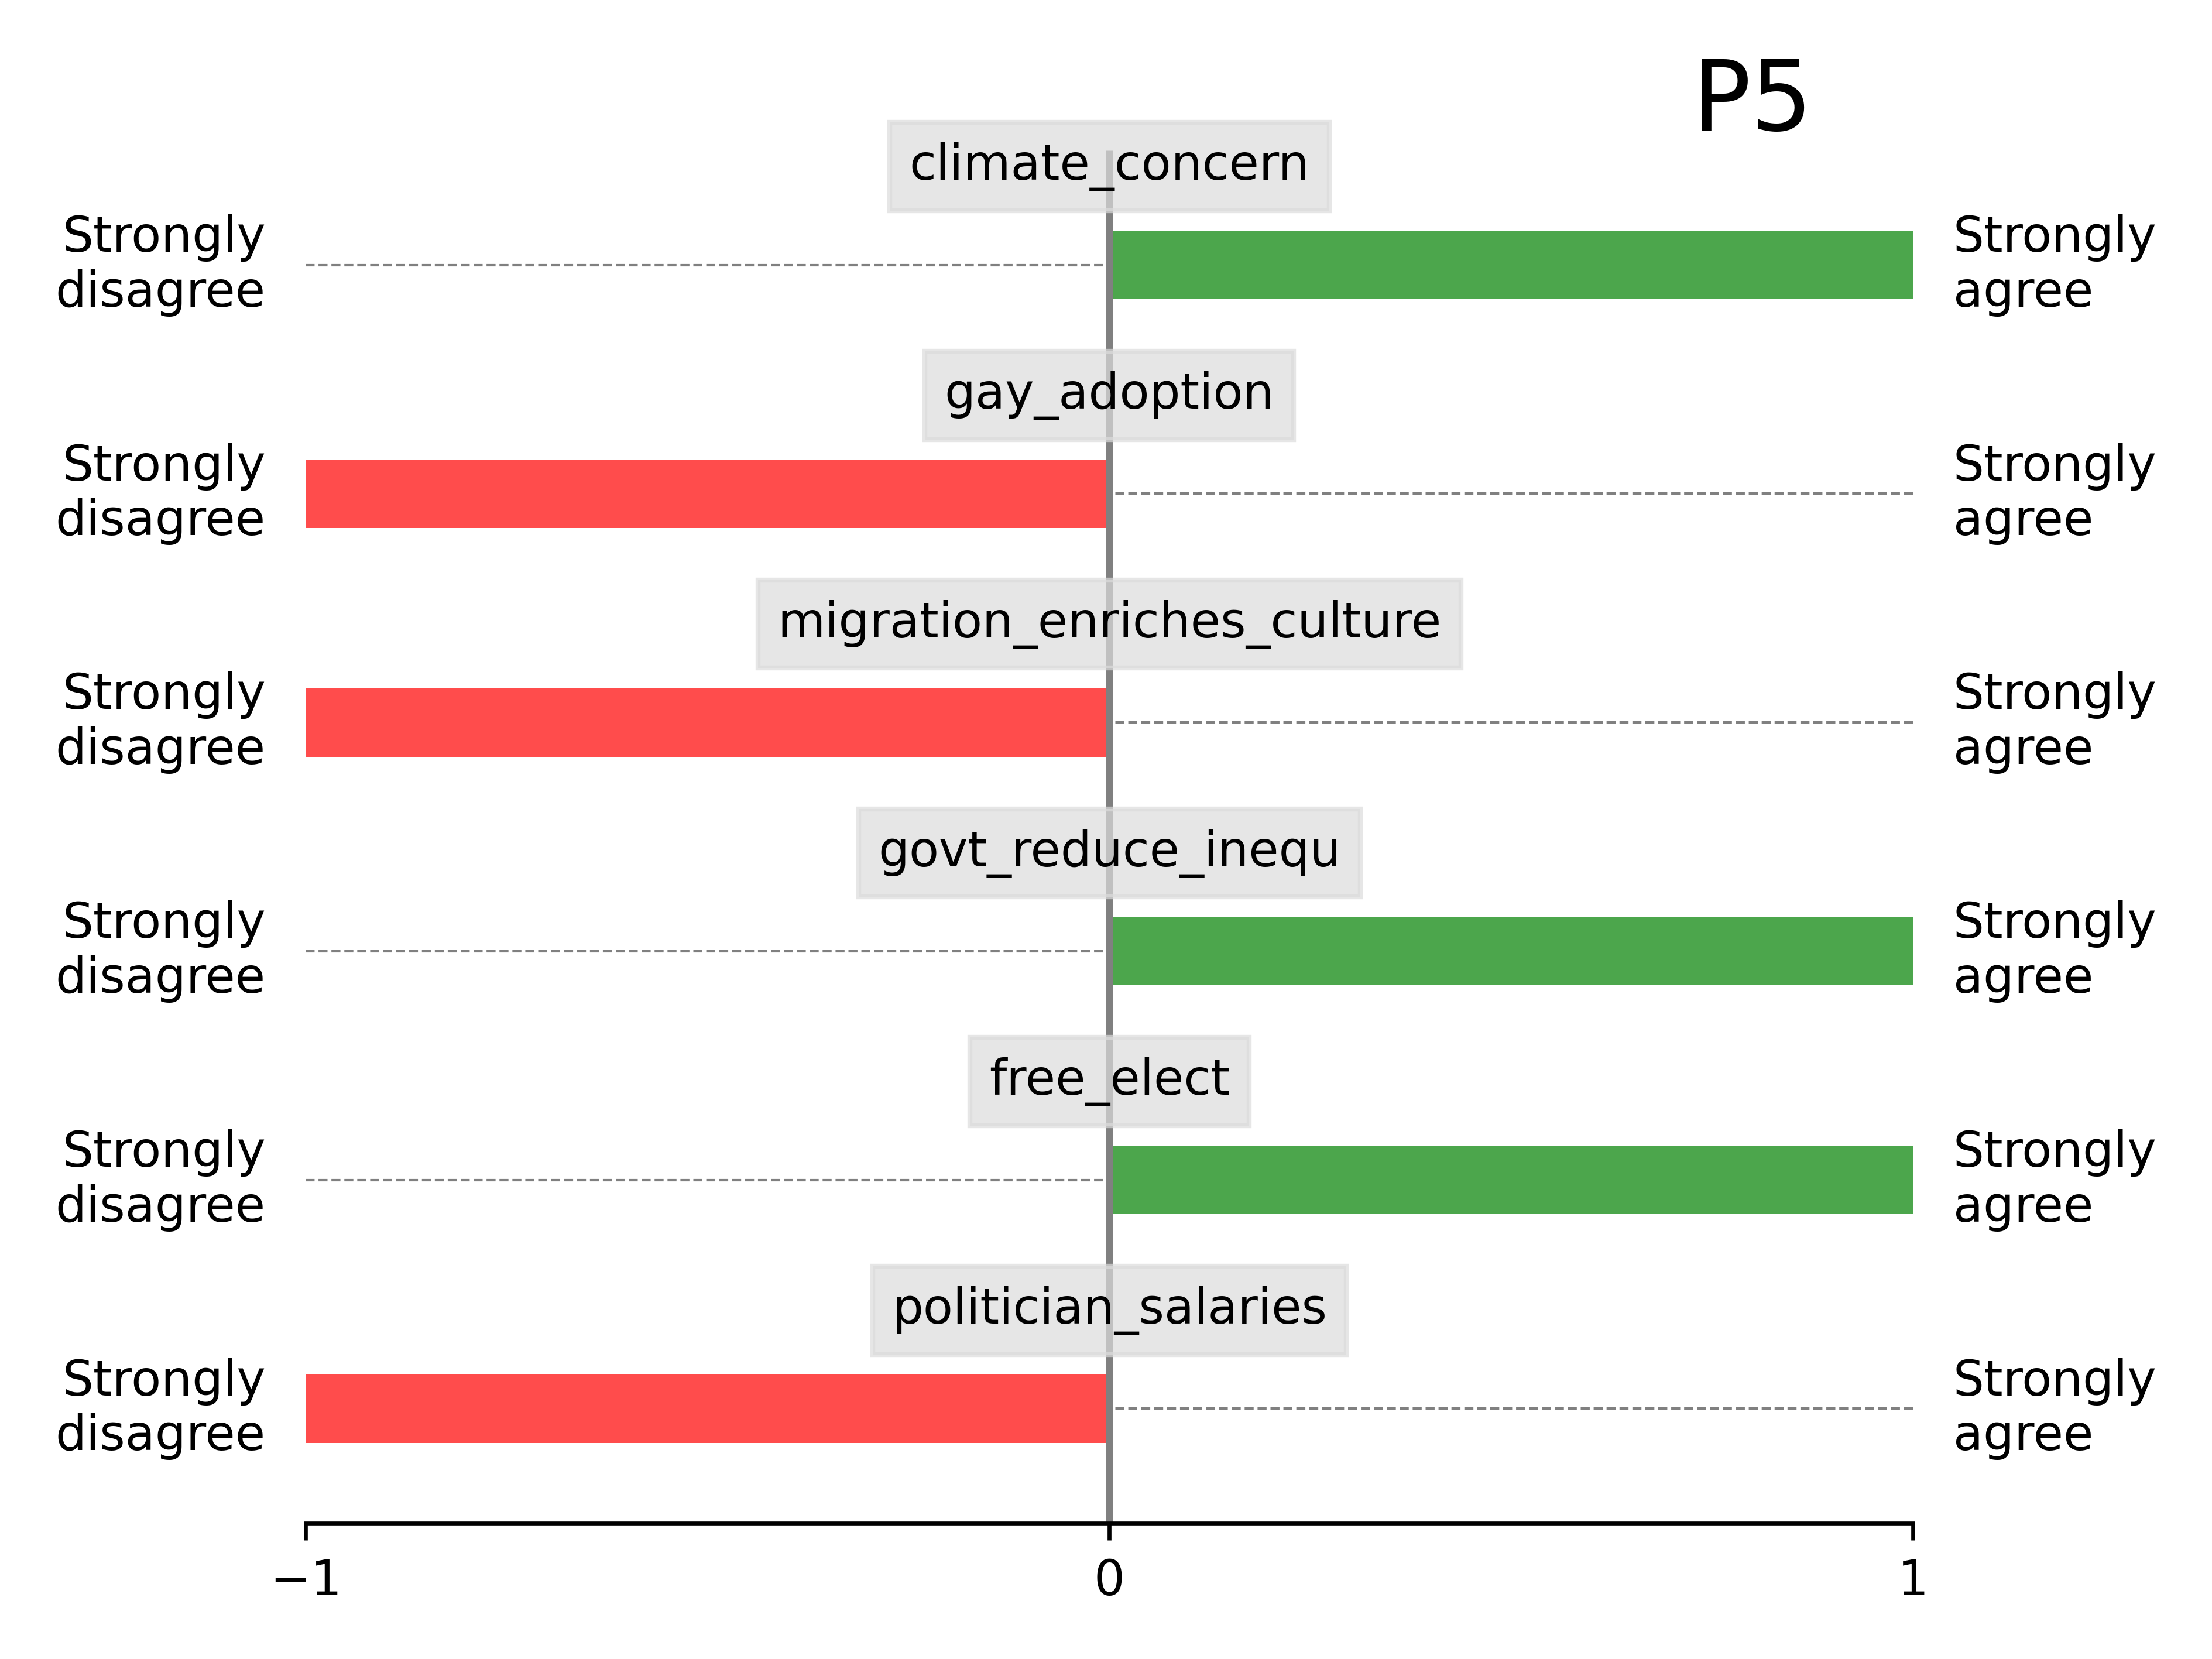 P5
climate_concern
Strongly
disagree
Strongly
agree
gay_adoption
Strongly
disagree
Strongly
agree
migration_enriches_culture
Strongly
disagree
Strongly
agree
govt_reduce_inequ
Strongly
disagree
Strongly
agree
free_elect
Strongly
disagree
Strongly
agree
politician_salaries
Strongly
disagree
Strongly
agree
−1 0 1